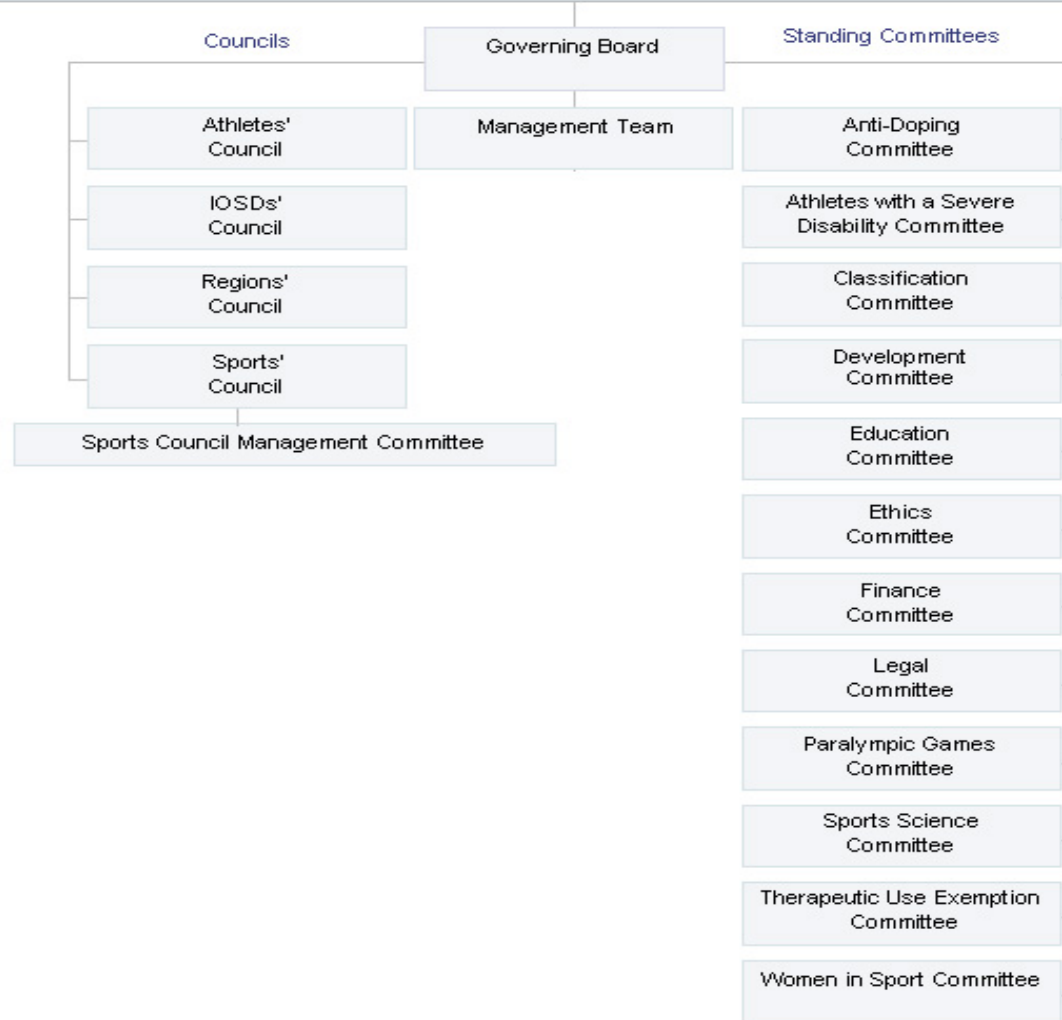 Councils
Governing Board
Standing Committees
Athletes'
Council
Management Team
Anti-Doping
Committee
IOSDs'
Council
Athletes with a Severe
Disability Committee
Regions'
Council
Classification
Committee
Sports'
Council
Development
Committee
Sports Council Management Committee
Education
Committee
Ethics
Committee
Finance
Committee
Legal
Committee
Paralympic Games
Committee
Sports Science
Committee
Therapeutic Use Exemption
Committee
Women in Sport Committee